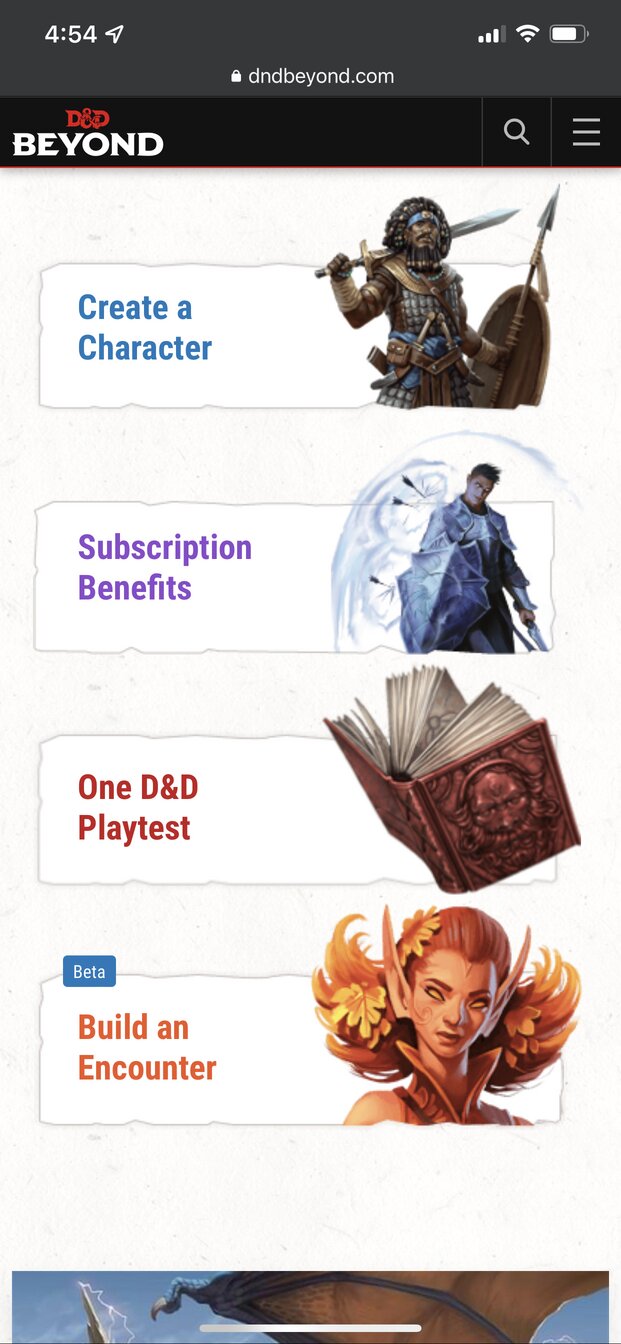 4:54
dndbeyond.com
D&D
BEYOND
Create a
Character
Subscription
Benefits
One D&D
Playtest
Beta
Build an
Encounter